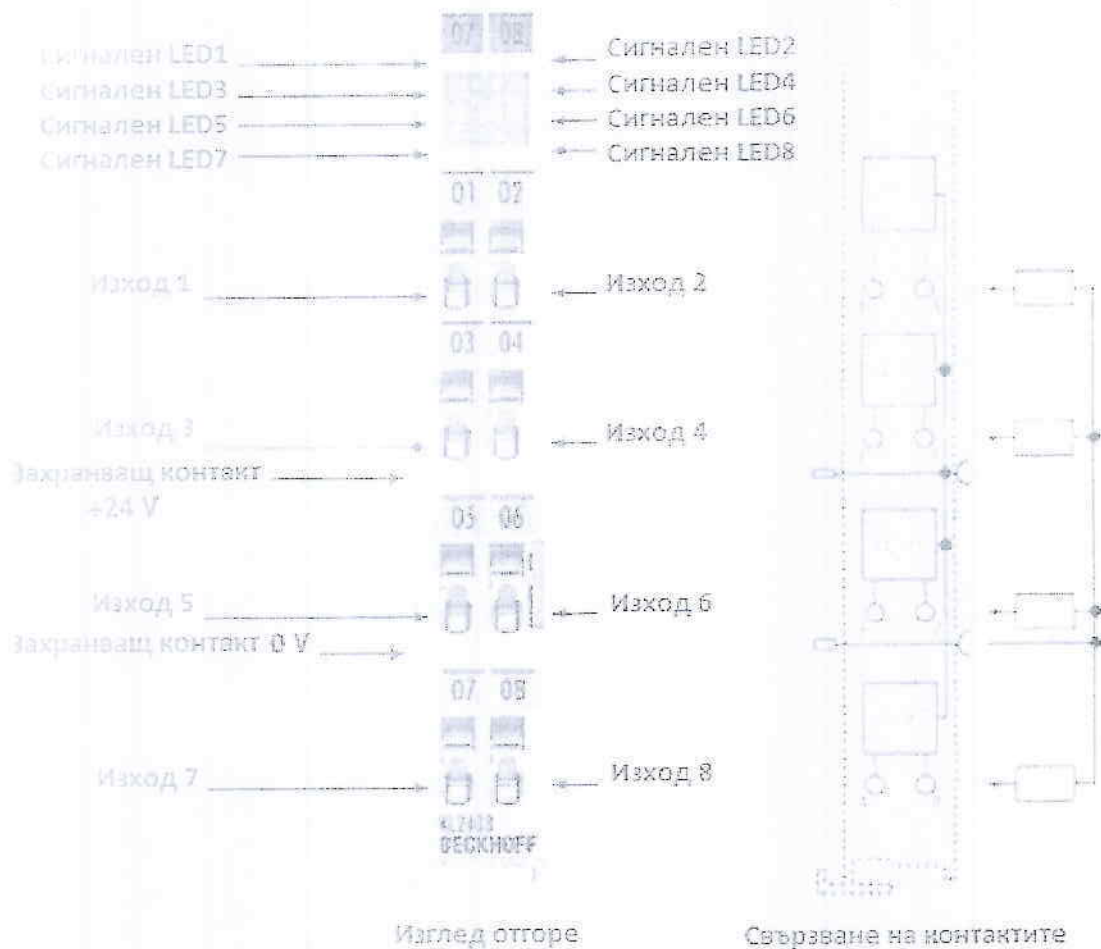 07 08
Сигнален LED1
Сигнален LED2
Сигнален LED3
Сигнален LED4
Сигнален LED5
Сигнален LED6
Сигнален LED7
Сигнален LED8
01 02
Изход 1
Изход 2
03 04
Изход 3
Изход 4
Захранващ контакт
+24 V
05 06
Изход 5
Изход 6
Захранващ контакт 0 V
07 08
Изход 7
Изход 8
KL2408
BECKHOFF
Изглед отгоре
Свързване на контактите